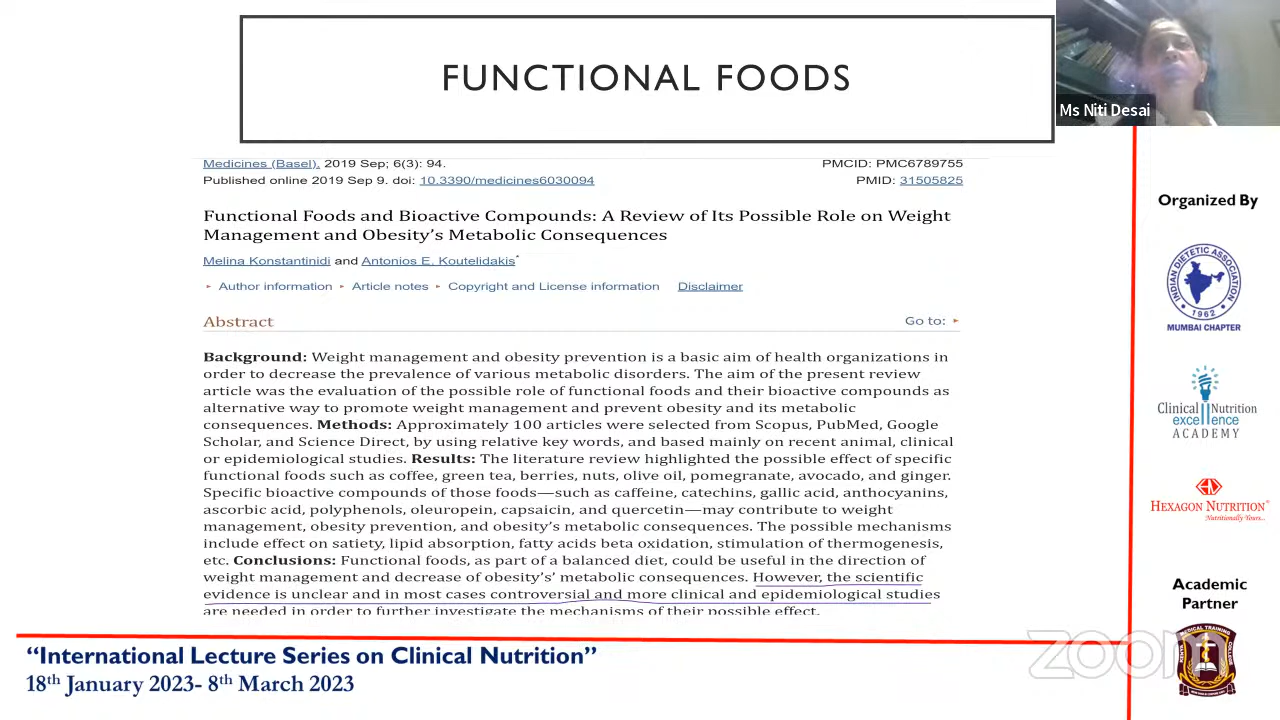 FUNCTIONAL FOODS
Ms Niti Desai
Medicines (Basel), 2019 Sep; 6(3): 94.
PMCID: PMC6789755
Published online 2019 Sep 9. doi: 10.3390/medicines6030094
PMID: 31505825
Functional Foods and Bioactive Compounds: A Review of Its Possible Role on Weight
Management and Obesity's Metabolic Consequences
Melina Konstantinidi and Antonios E. Koutelidakis*
▸ Author information ▸ Article notes ▸ Copyright and License information Disclaimer
Abstract
Go to: ▸
Background: Weight management and obesity prevention is a basic aim of health organizations in
order to decrease the prevalence of various metabolic disorders. The aim of the present review
article was the evaluation of the possible role of functional foods and their bioactive compounds as
alternative way to promote weight management and prevent obesity and its metabolic
consequences. Methods: Approximately 100 articles were selected from Scopus, PubMed, Google
Scholar, and Science Direct, by using relative key words, and based mainly on recent animal, clinical
or epidemiological studies. Results: The literature review highlighted the possible effect of specific
functional foods such as coffee, green tea, berries, nuts, olive oil, pomegranate, avocado, and ginger.
Specific bioactive compounds of those foods—such as caffeine, catechins, gallic acid, anthocyanins,
ascorbic acid, polyphenols, oleuropein, capsaicin, and quercetin—may contribute to weight
management, obesity prevention, and obesity's metabolic consequences. The possible mechanisms
include effect on satiety, lipid absorption, fatty acids beta oxidation, stimulation of thermogenesis,
etc. Conclusions: Functional foods, as part of a balanced diet, could be useful in the direction of
weight management and decrease of obesity's' metabolic consequences. However, the scientific
evidence is unclear and in most cases controversial and more clinical and epidemiological studies
are needed in order to further investigate the mechanisms of their possible effect.
Organized By
INDIAN DIETETIC ASSOCIATION
1962
MUMBAI CHAPTER
Clinical Nutrition
excellence
ACADEMY
HEXAGON NUTRITION®
Nutritionally Yours...
Academic
Partner
MEDICAL TRAINING
"International Lecture Series on Clinical Nutrition"
18th January 2023- 8th March 2023
zoom